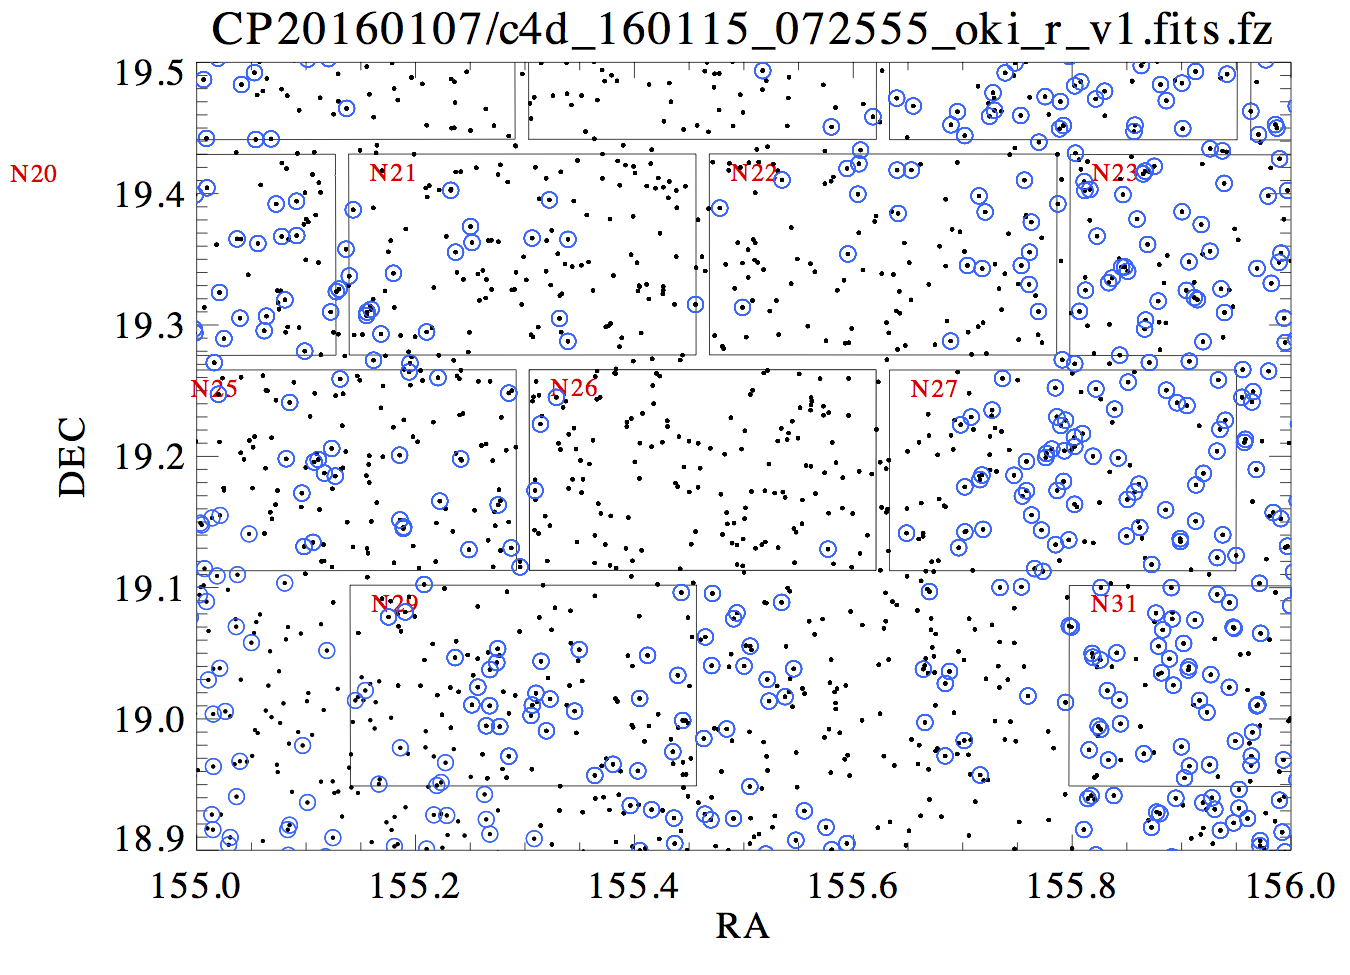 CP20160107/c4d_160115_072555_oki_r_v1.fits.fz
19.5
N20
N21
N22
N23
19.4
19.3
N25
N26
N27
19.2
DEC
19.1
N29
N31
19.0
18.9
155.0 155.2 155.4 155.6 155.8 156.0
RA